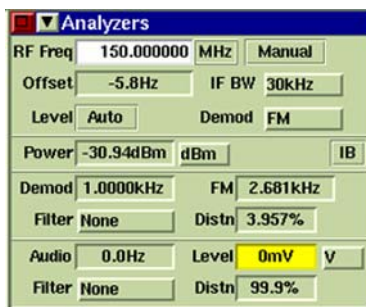 Analyzers
RF Freq 150.000000 MHz Manual
Offset -5.8Hz IF BW 30kHz
Level Auto Demod FM
Power -30.94dBm dBm IB
Demod 1.0000kHz FM 2.681kHz
Filter None Distn 3.957%
Audio 0.0Hz Level 0mV V
Filter None Distn 99.9%